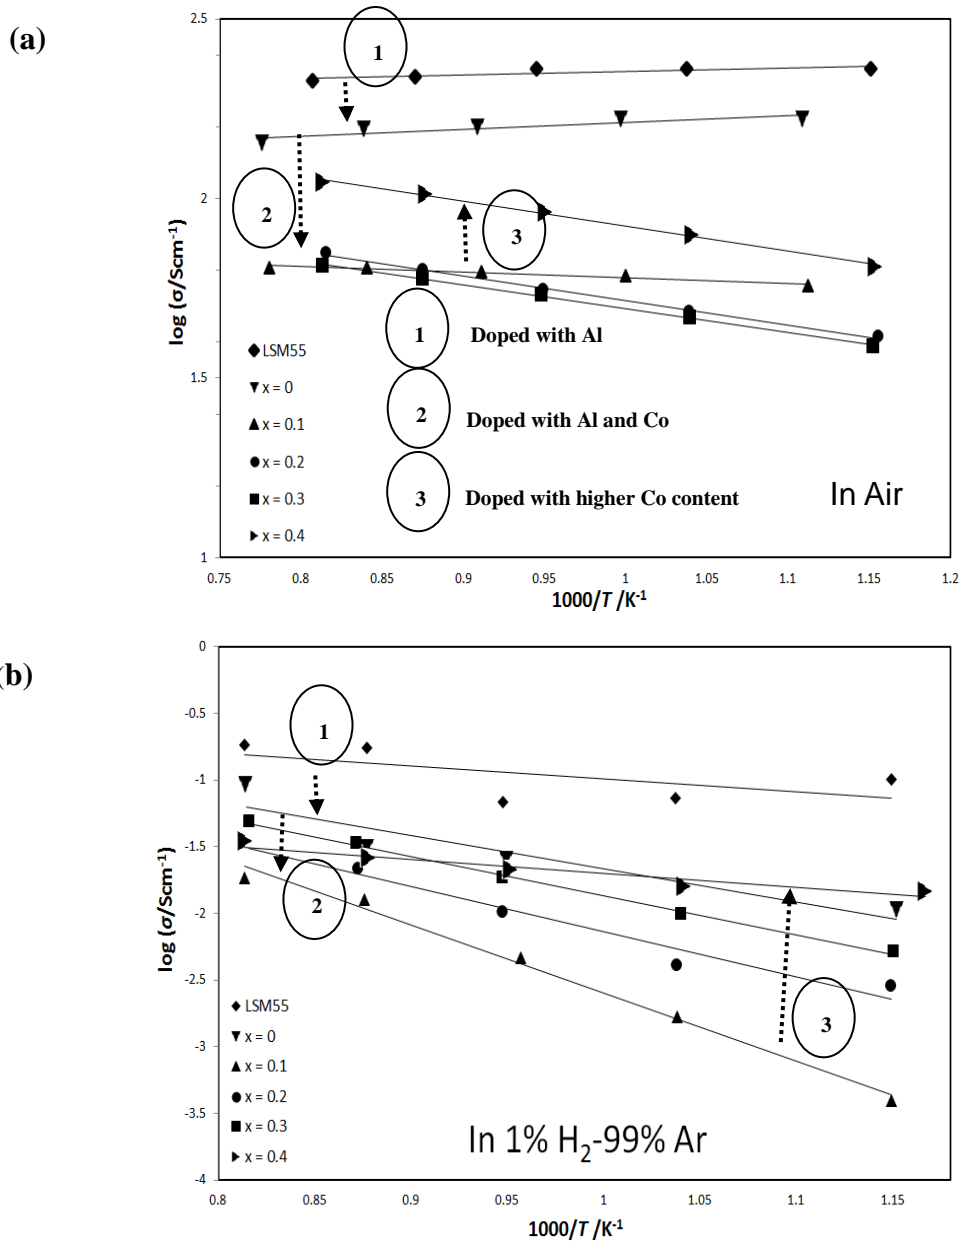 (a)
2.5
2
1.5
1
log (σ/Scm⁻¹)
1
2
3
1 Doped with Al
2 Doped with Al and Co
3 Doped with higher Co content
LSM55
x = 0
x = 0.1
x = 0.2
x = 0.3
x = 0.4
In Air
0.75 0.8 0.85 0.9 0.95 1 1.05 1.1 1.15 1.2
1000/T /K⁻¹
(b)
0
-0.5
-1
-1.5
-2
-2.5
-3
-3.5
-4
log (σ/Scm⁻¹)
1
2
3
LSM55
x = 0
x = 0.1
x = 0.2
x = 0.3
x = 0.4
In 1% H₂-99% Ar
0.8 0.85 0.9 0.95 1 1.05 1.1 1.15
1000/T /K⁻¹